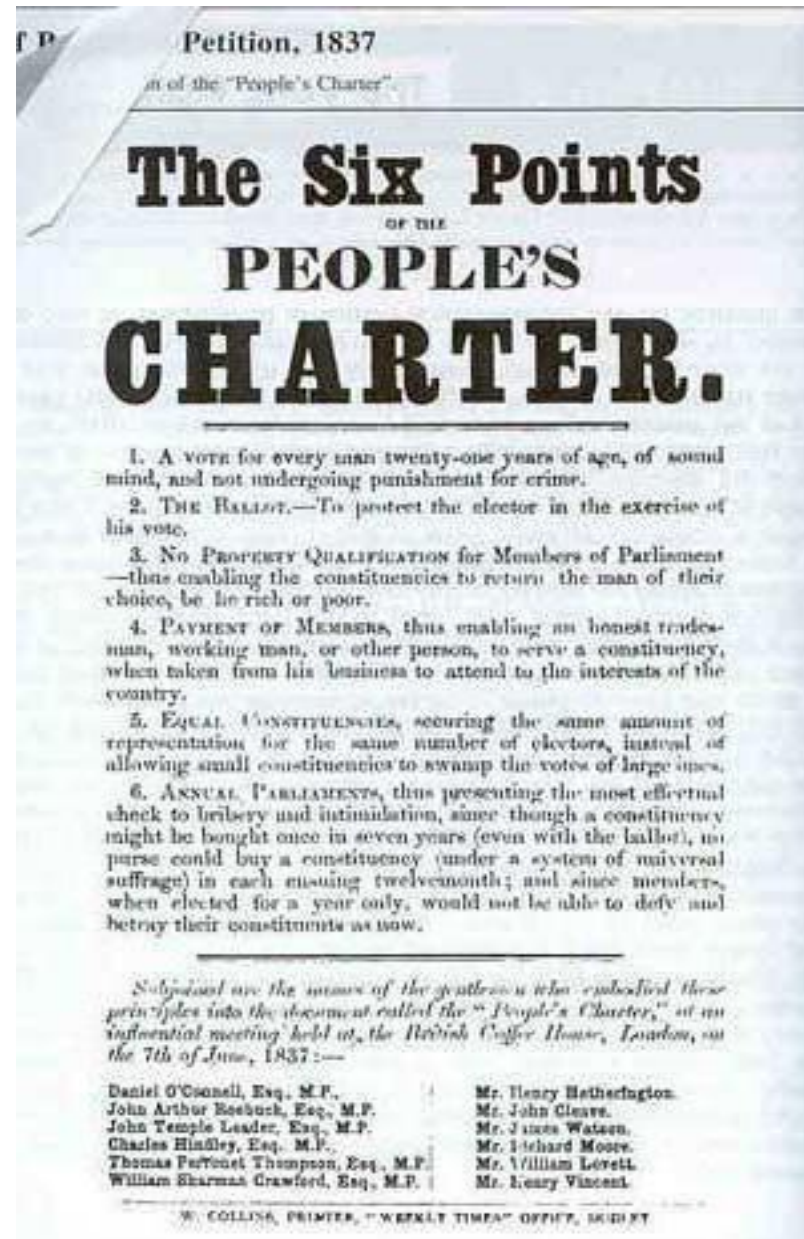 Petition, 1837
of the "People's Charter".
The Six Points
OF THE
PEOPLE'S
CHARTER.
1. A VOTE for every man twenty-one years of age, of sound
mind, and not undergoing punishment for crime.
2. THE BALLOT.—To protect the elector in the exercise of
his vote.
3. NO PROPERTY QUALIFICATION for Members of Parliament
—thus enabling the constituencies to return the man of their
choice, be he rich or poor.
4. PAYMENT OF MEMBERS, thus enabling an honest trades-
man, working man, or other person, to serve a constituency,
when taken from his business to attend to the interests of the
country.
5. EQUAL CONSTITUENCIES, securing the same amount of
representation for the same number of electors, instead of
allowing small constituencies to swamp the votes of large ones.
6. ANNUAL PARLIAMENTS, thus presenting the most effectual
check to bribery and intimidation, since though a constituency
might be bought once in seven years (even with the ballot), no
purse could buy a constituency (under a system of universal
suffrage) in each ensuing twelvemonth; and since members,
when elected for a year only, would not be able to defy and
betray their constituents as now.
Subjoined are the names of the gentlemen who embodied these
principles into the document called the "People's Charter," at an
influential meeting held at the British Coffee House, London, on
the 7th of June, 1837:—
Daniel O'Connell, Esq., M.P., Mr. Henry Hetherington.
John Arthur Roebuck, Esq., M.P. Mr. John Cleave.
John Temple Leader, Esq., M.P. Mr. James Watson.
Charles Hindley, Esq., M.P., Mr. Richard Moore.
Thomas Perronet Thompson, Esq., M.P. Mr. William Lovett.
William Sharman Crawford, Esq., M.P. Mr. Henry Vincent.
W. COLLINS, PRINTER, "WEEKLY TIMES" OFFICE, DUDLEY